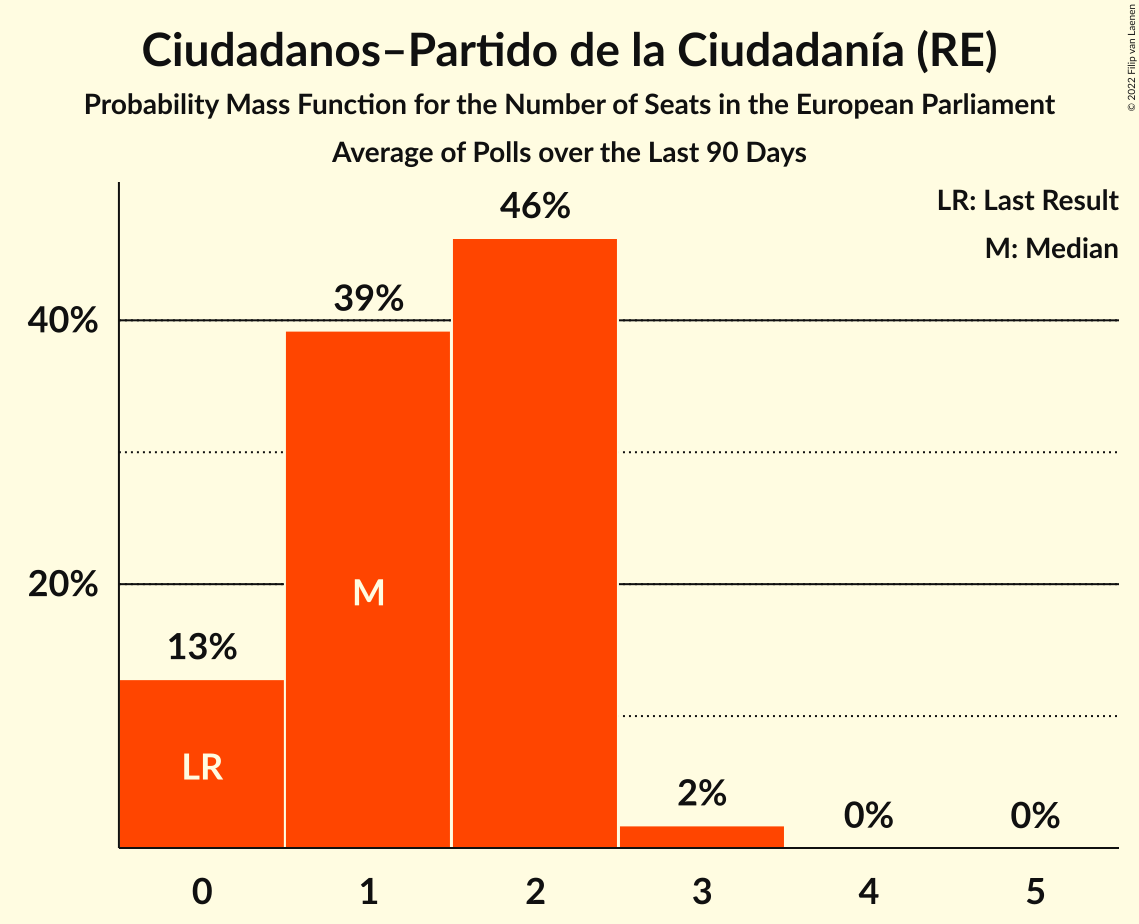 Ciudadanos–Partido de la Ciudadanía (RE)
Probability Mass Function for the Number of Seats in the European Parliament
Average of Polls over the Last 90 Days
© 2022 Filip van Laenen
LR: Last Result
M: Median
46%
39%
40%
M
20%
13%
LR
2%
0%
0%
0 1 2 3 4 5